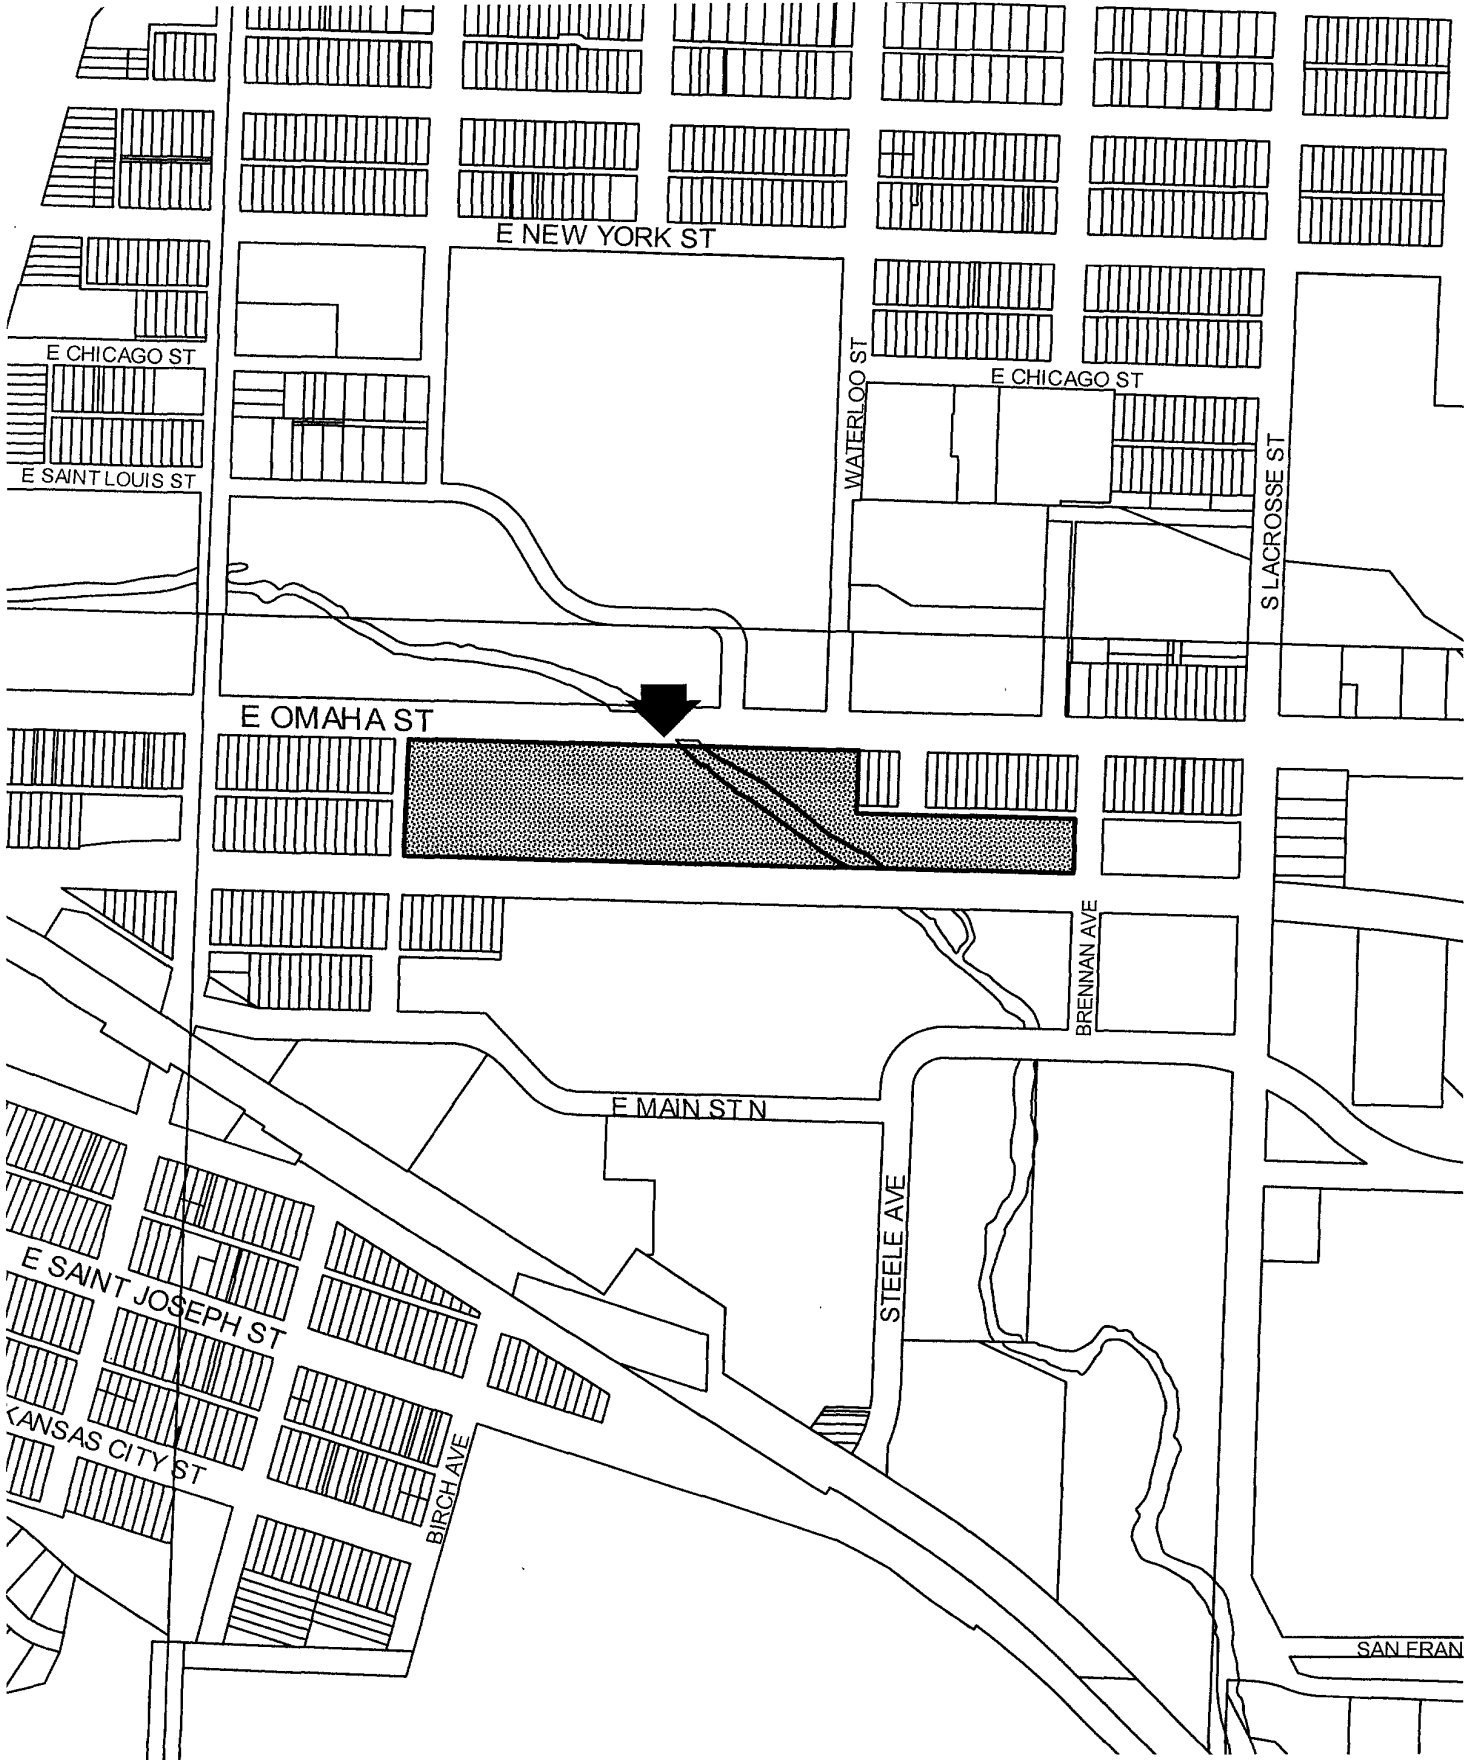 E NEW YORK ST
E CHICAGO ST
WATERLOO ST
E CHICAGO ST
E SAINT LOUIS ST
S LACROSSE ST
E OMAHA ST
BRENNAN AVE
E MAIN ST N
STEELE AVE
E SAINT JOSEPH ST
KANSAS CITY ST
BIRCH AVE
SAN FRAN